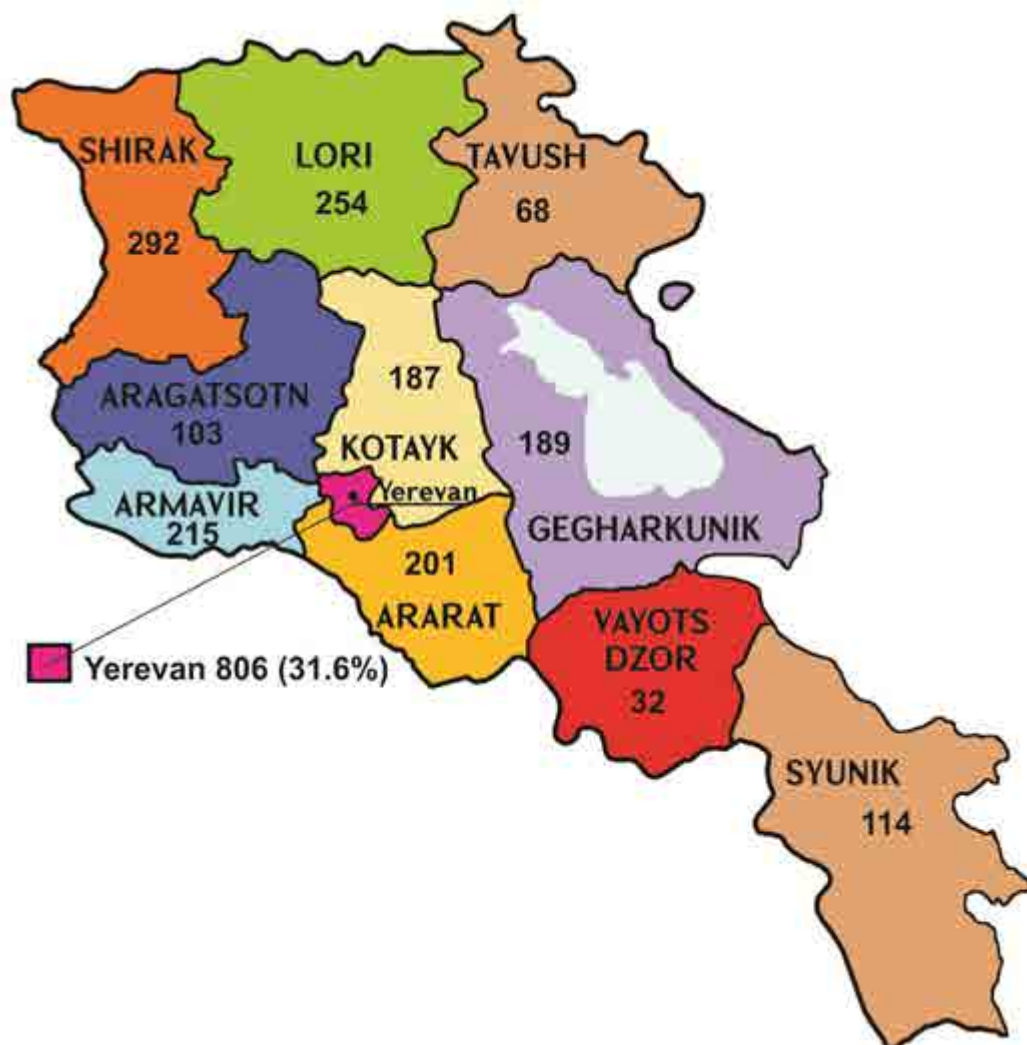 SHIRAK
292
LORI
254
TAVUSH
68
ARAGATSOTN
103
187
KOTAYK
189
GEGHARKUNIK
ARMAVIR
215
Yerevan
201
ARARAT
Yerevan 806 (31.6%)
VAYOTS
DZOR
32
SYUNIK
114